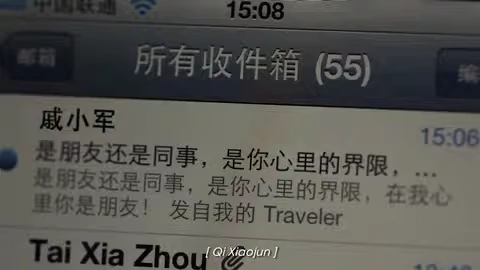 中国联通
15:08
邮箱
所有收件箱 (55)
编
戚小军
15:06
是朋友还是同事，是你心里的界限，...
是朋友还是同事，是你心里的界限，在我心
里你是朋友！ 发自我的 Traveler
Tai Xia Zhou
[ Qi Xiaojun ]